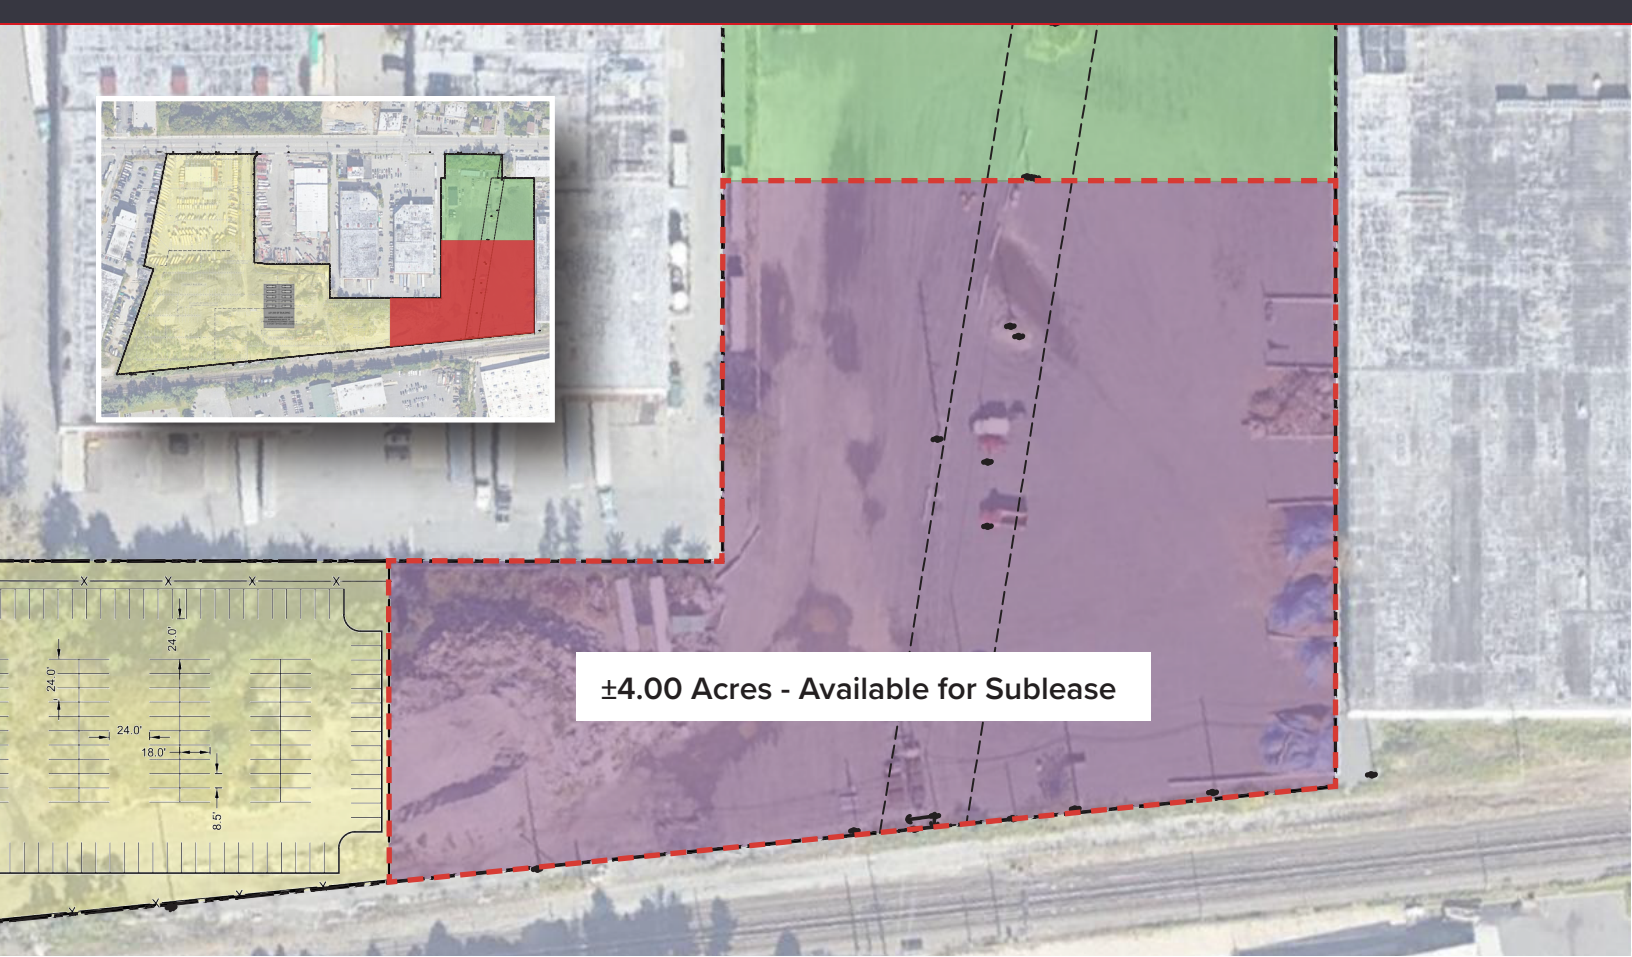 X X X X
24.0'
24.0'
24.0'
18.0'
8.5'
±4.00 Acres - Available for Sublease
X X X X